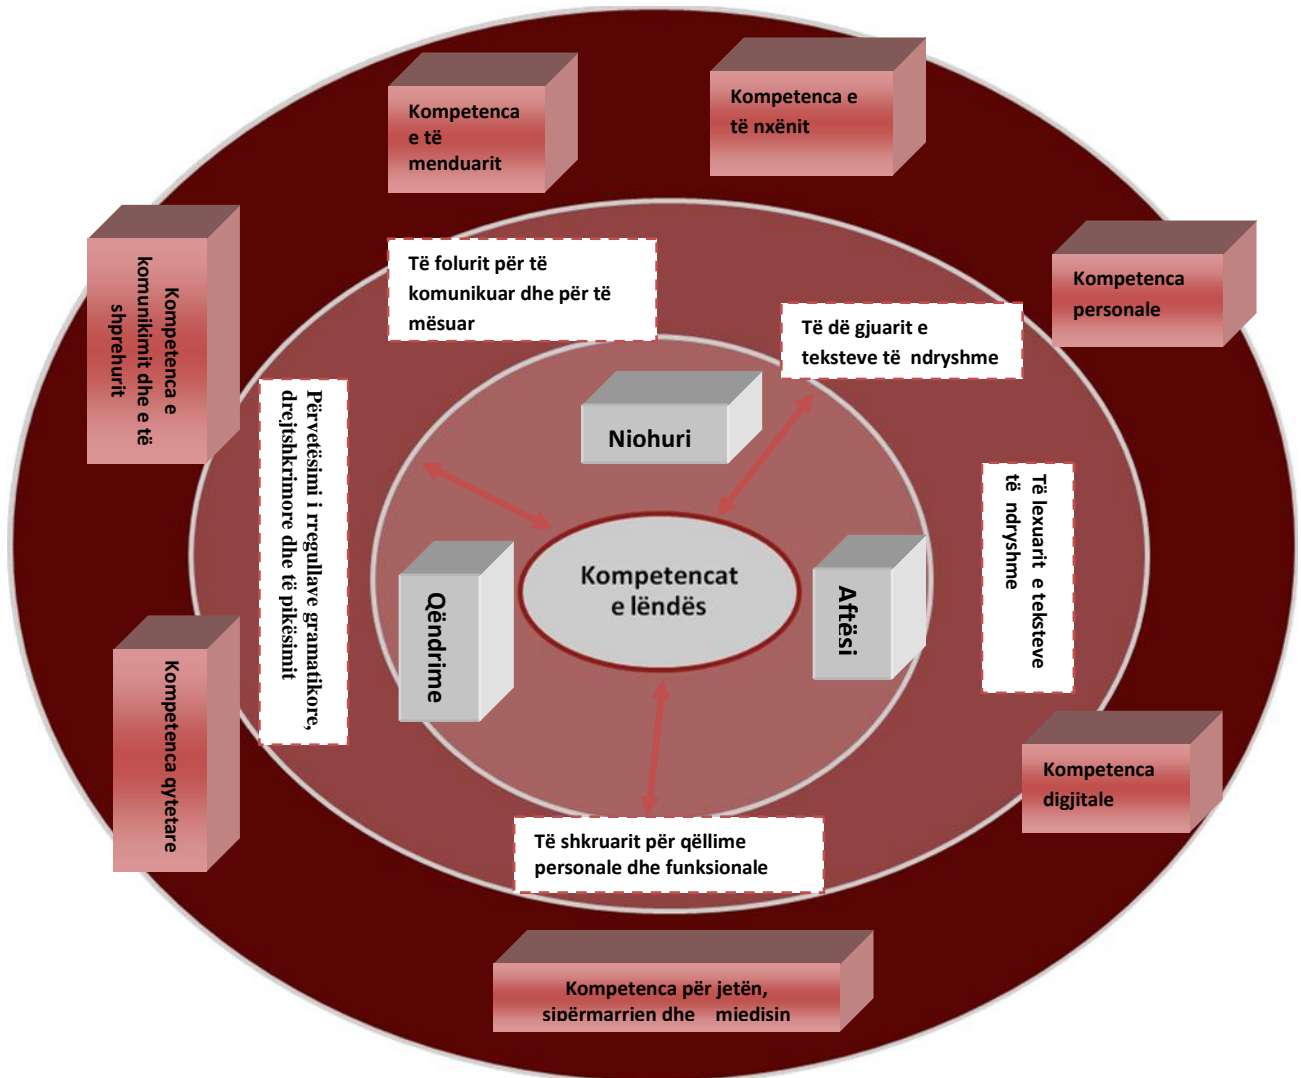 Kompetenca
e të
menduarit
Kompetenca e
të nxënit
Kompetenca e
komunikimit dhe e të
shprehurit
Kompetenca
personale
Të folurit për të
komunikuar dhe për të
mësuar
Të dë gjuarit e
teksteve të ndryshme
Përvetësimi i rregullave gramatikore,
drejtshkrimore dhe të pikësimit
Niohuri
Të lexuarit e teksteve
të ndryshme
Kompetencat
e lëndës
Qëndrime
Aftësi
Kompetenca qytetare
Kompetenca
digjitale
Të shkruarit për qëllime
personale dhe funksionale
Kompetenca për jetën,
sipërmarrien dhe miedisin